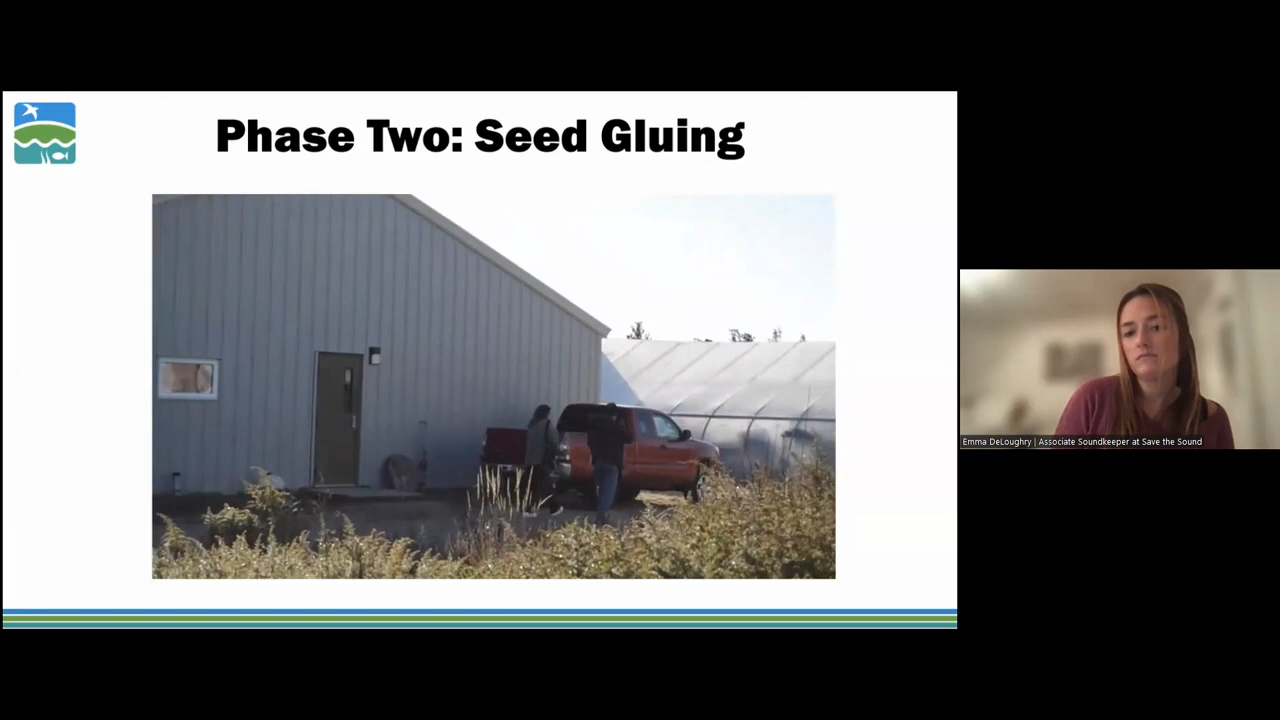 Phase Two: Seed Gluing
Emma DeLoughry | Associate Soundkeeper at Save the Sound